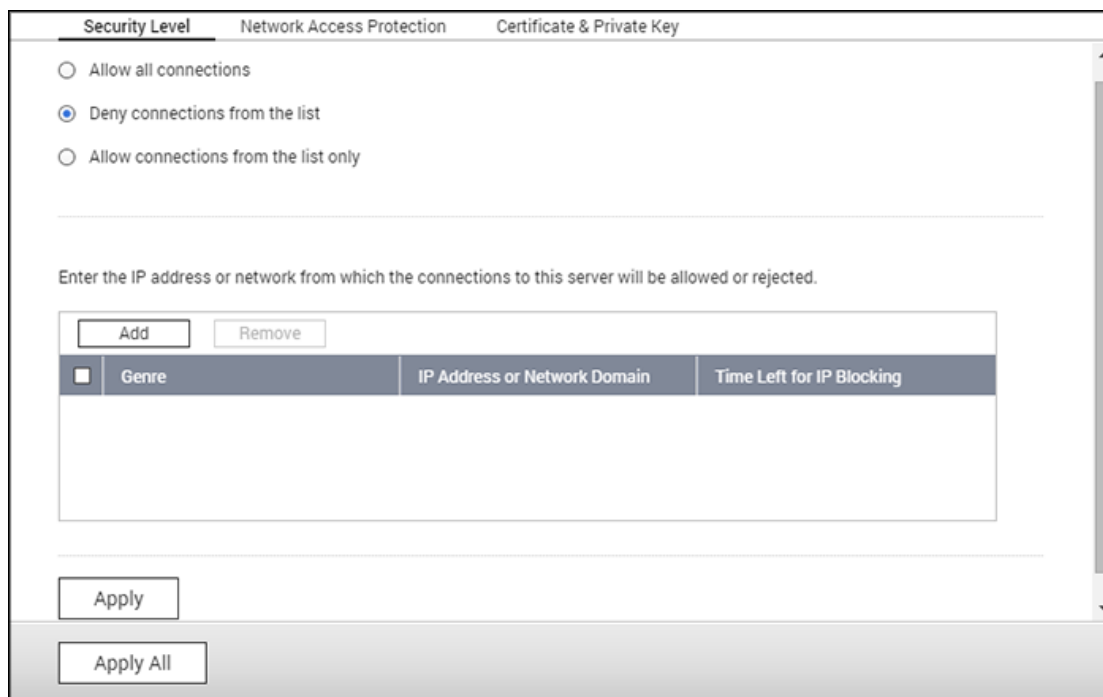 Security Level Network Access Protection Certificate & Private Key
Allow all connections
Deny connections from the list
Allow connections from the list only
Enter the IP address or network from which the connections to this server will be allowed or rejected.
Add Remove
Genre IP Address or Network Domain Time Left for IP Blocking
Apply
Apply All